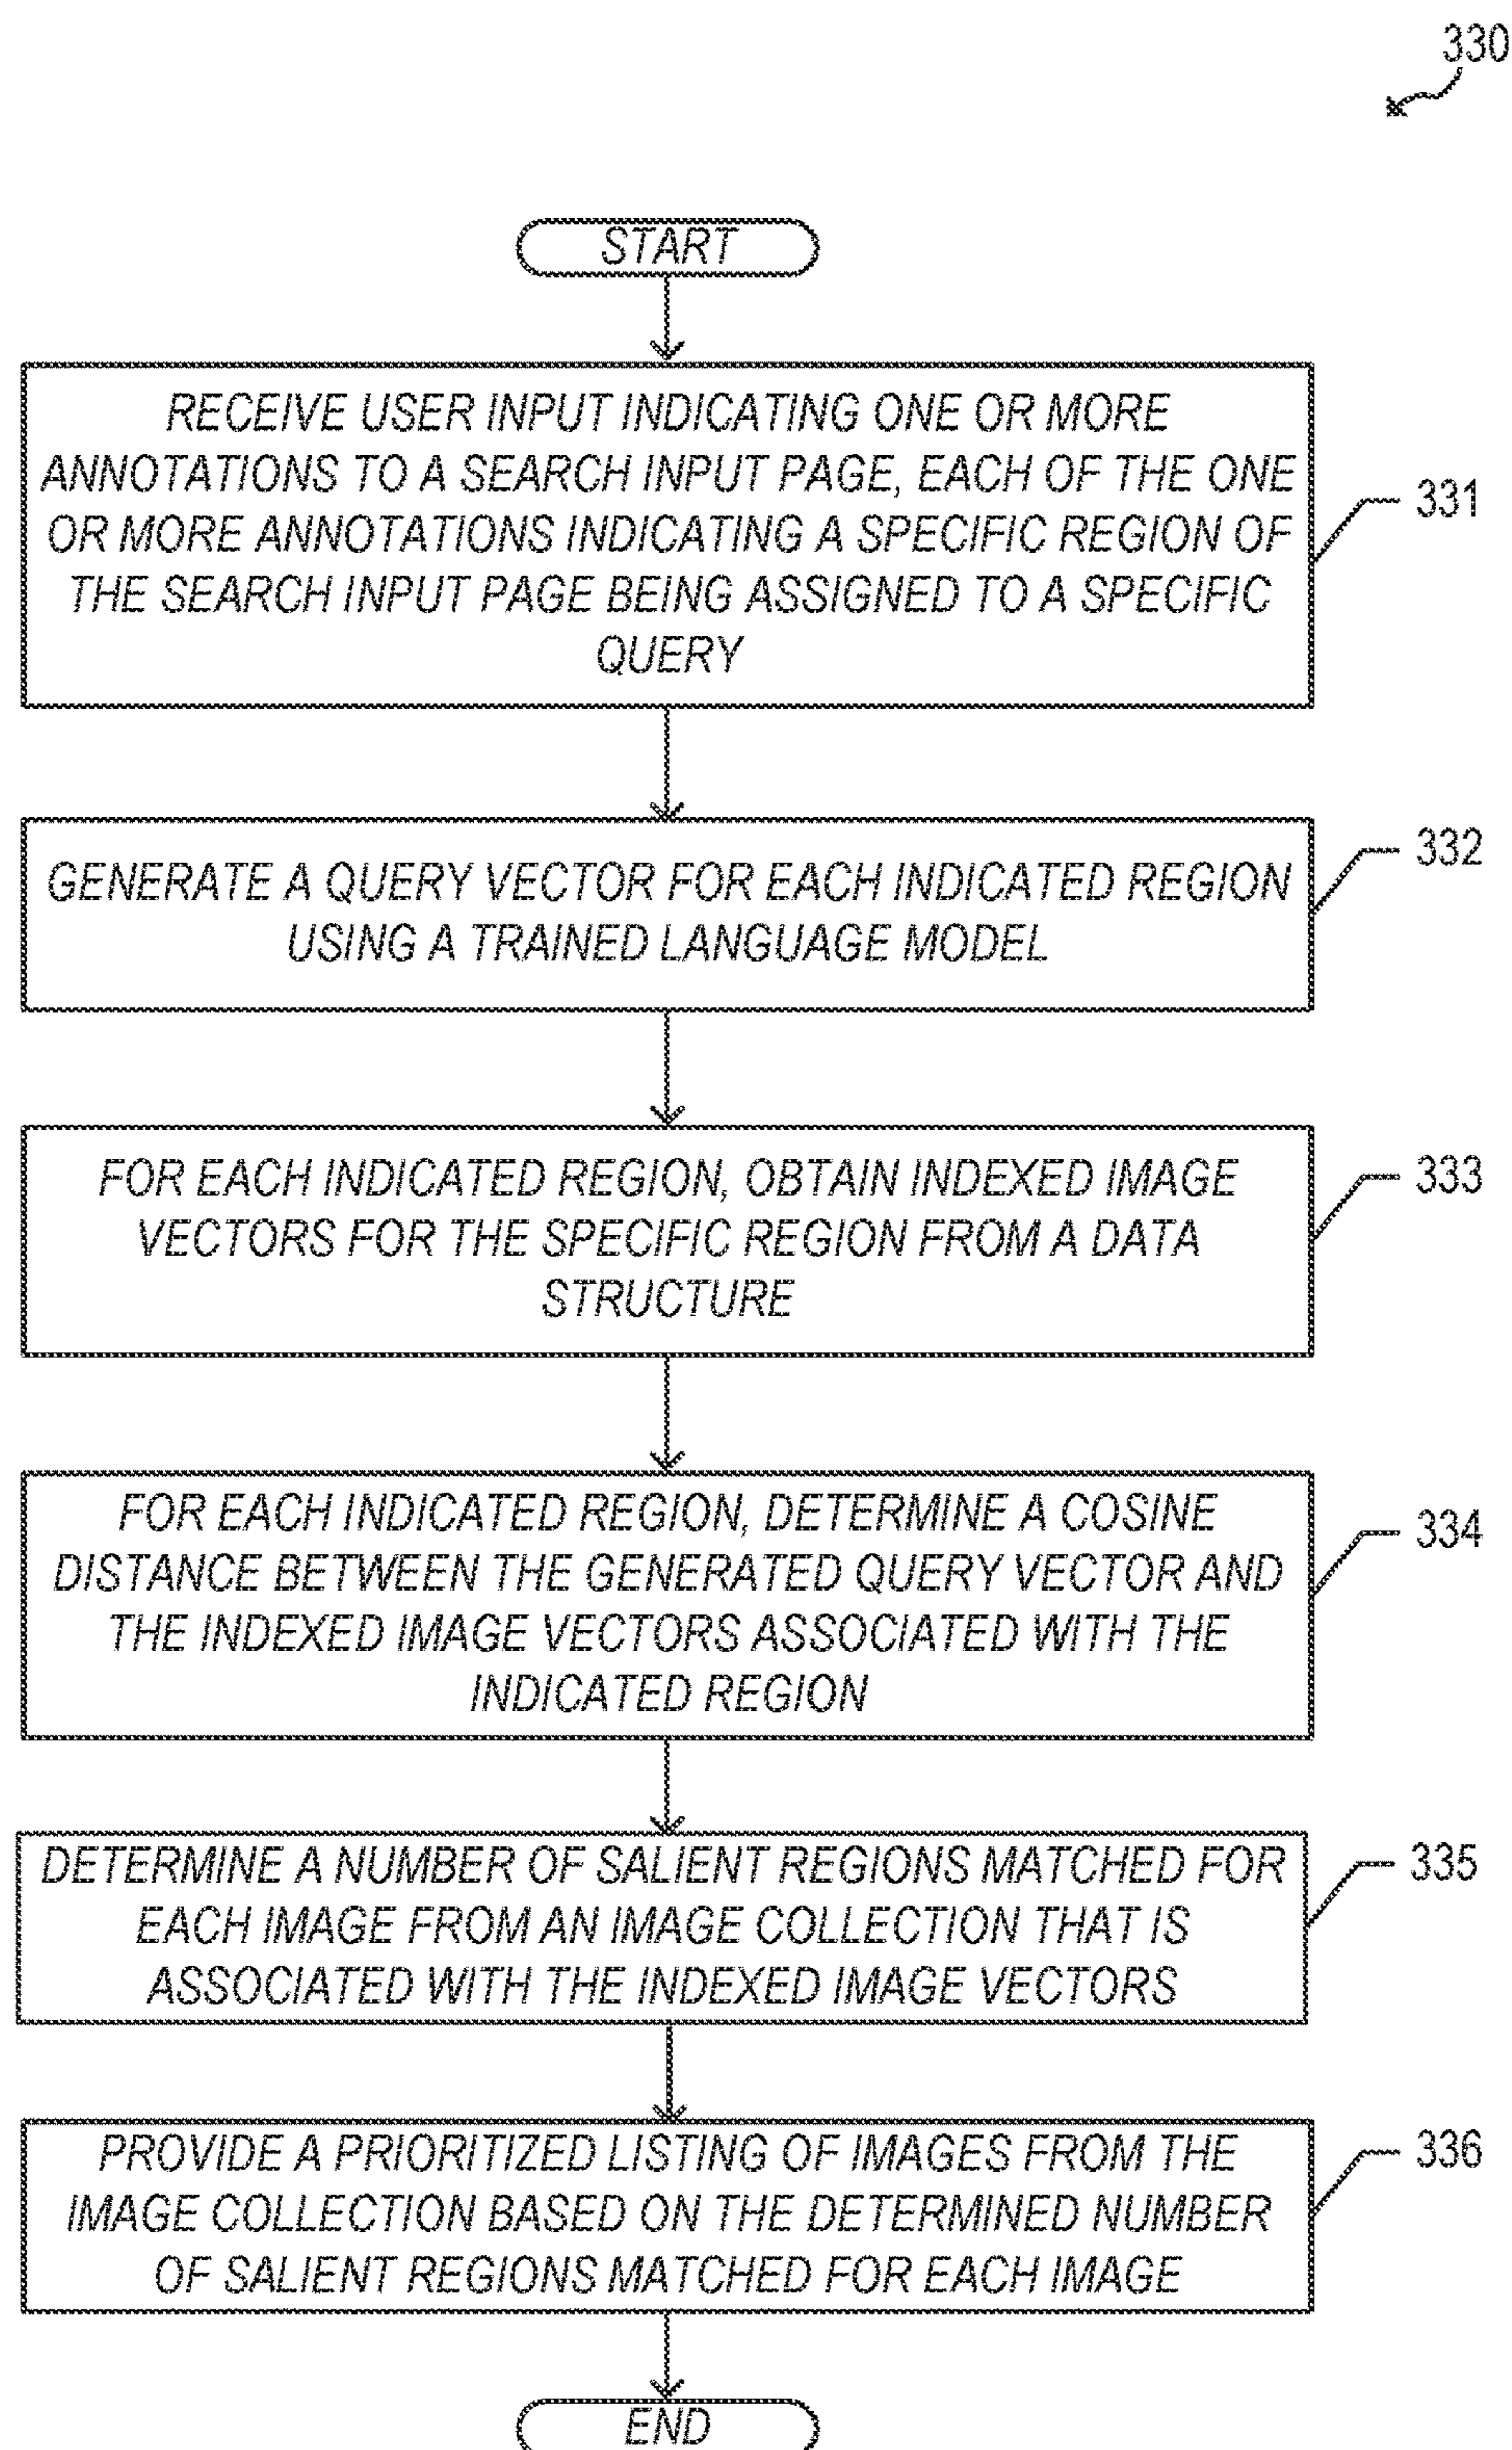 330
START
RECEIVE USER INPUT INDICATING ONE OR MORE
ANNOTATIONS TO A SEARCH INPUT PAGE, EACH OF THE ONE
OR MORE ANNOTATIONS INDICATING A SPECIFIC REGION OF
THE SEARCH INPUT PAGE BEING ASSIGNED TO A SPECIFIC
QUERY
331
GENERATE A QUERY VECTOR FOR EACH INDICATED REGION
USING A TRAINED LANGUAGE MODEL
332
FOR EACH INDICATED REGION, OBTAIN INDEXED IMAGE
VECTORS FOR THE SPECIFIC REGION FROM A DATA
STRUCTURE
333
FOR EACH INDICATED REGION, DETERMINE A COSINE
DISTANCE BETWEEN THE GENERATED QUERY VECTOR AND
THE INDEXED IMAGE VECTORS ASSOCIATED WITH THE
INDICATED REGION
334
DETERMINE A NUMBER OF SALIENT REGIONS MATCHED FOR
EACH IMAGE FROM AN IMAGE COLLECTION THAT IS
ASSOCIATED WITH THE INDEXED IMAGE VECTORS
335
PROVIDE A PRIORITIZED LISTING OF IMAGES FROM THE
IMAGE COLLECTION BASED ON THE DETERMINED NUMBER
OF SALIENT REGIONS MATCHED FOR EACH IMAGE
336
END